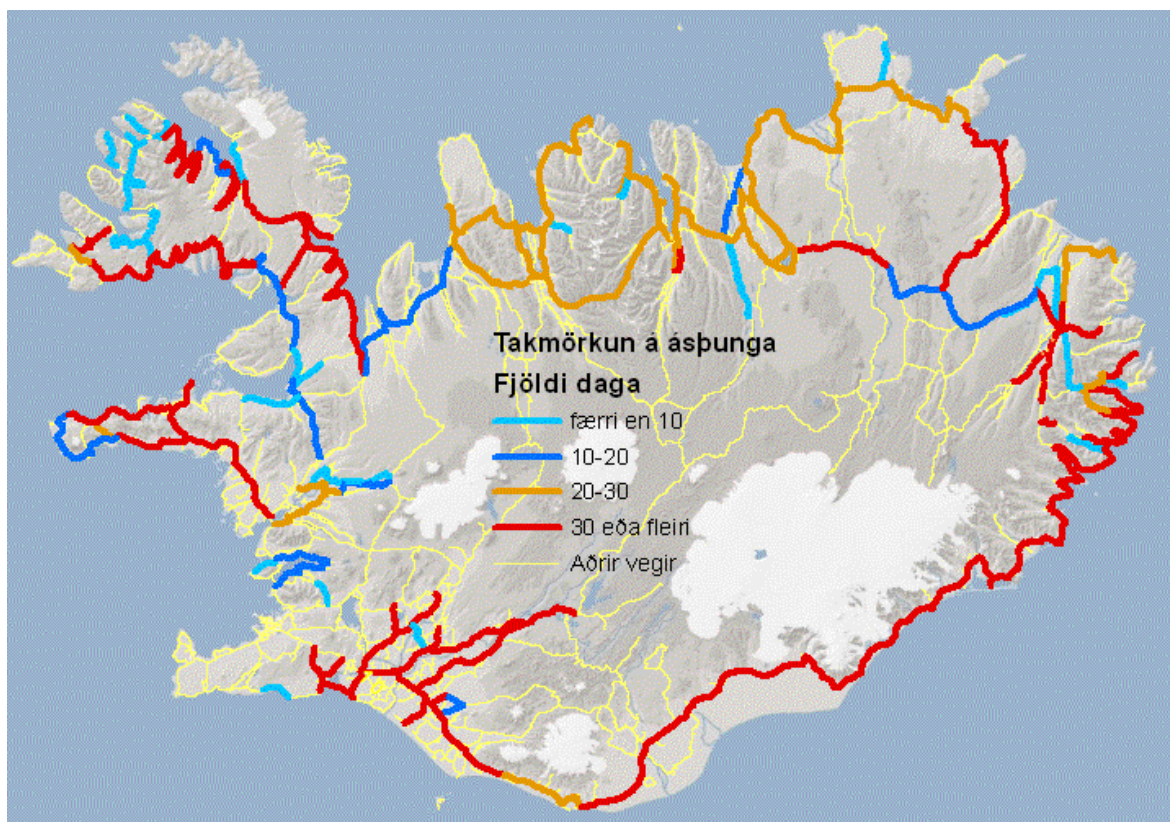 Takmörkun á ásþunga
Fjöldi daga
færri en 10
10-20
20-30
30 eða fleiri
Aðrir vegir